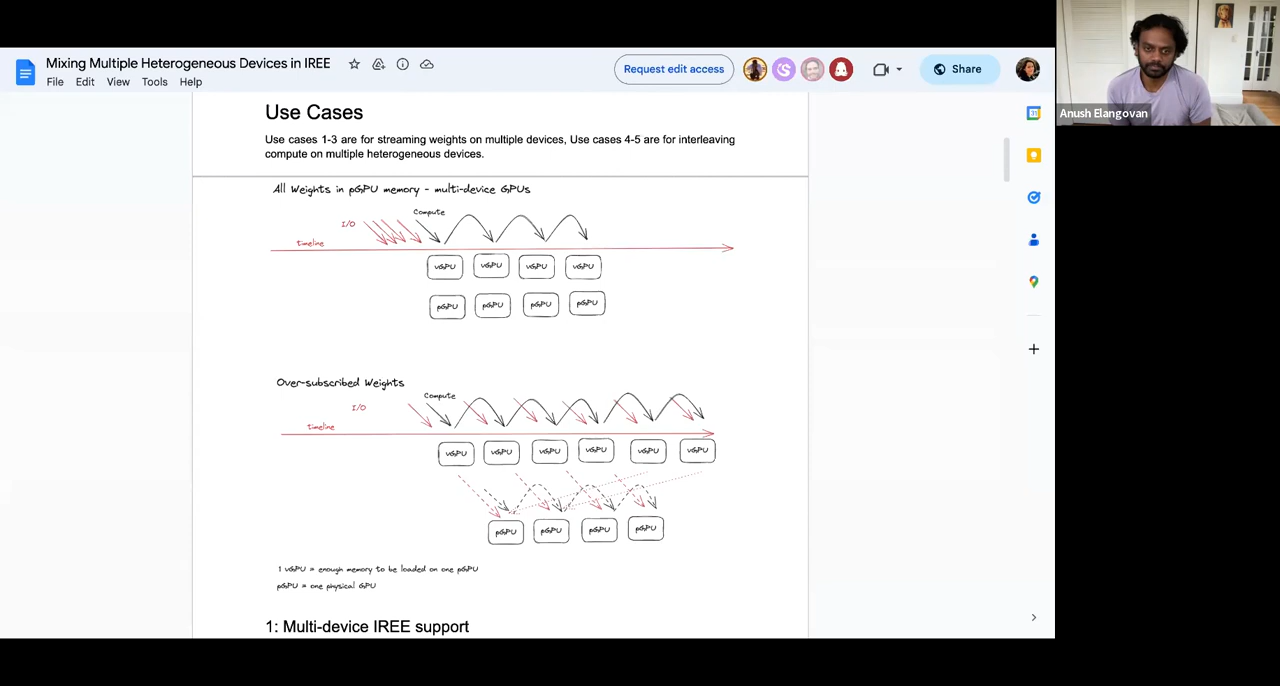 Mixing Multiple Heterogeneous Devices in IREE
File Edit View Tools Help
Request edit access
Share
Anush Elangovan
Use Cases
Use cases 1-3 are for streaming weights on multiple devices, Use cases 4-5 are for interleaving
compute on multiple heterogeneous devices.
All Weights in pGPU memory - multi-device GPUs
Compute
I/O
timeline
vGPU vGPU vGPU vGPU
pGPU pGPU pGPU pGPU
Over-subscribed Weights
Compute
I/O
timeline
vGPU vGPU vGPU vGPU vGPU vGPU
pGPU pGPU pGPU pGPU
1 vGPU = enough memory to be loaded on one pGPU
pGPU = one physical GPU
1: Multi-device IREE support
31